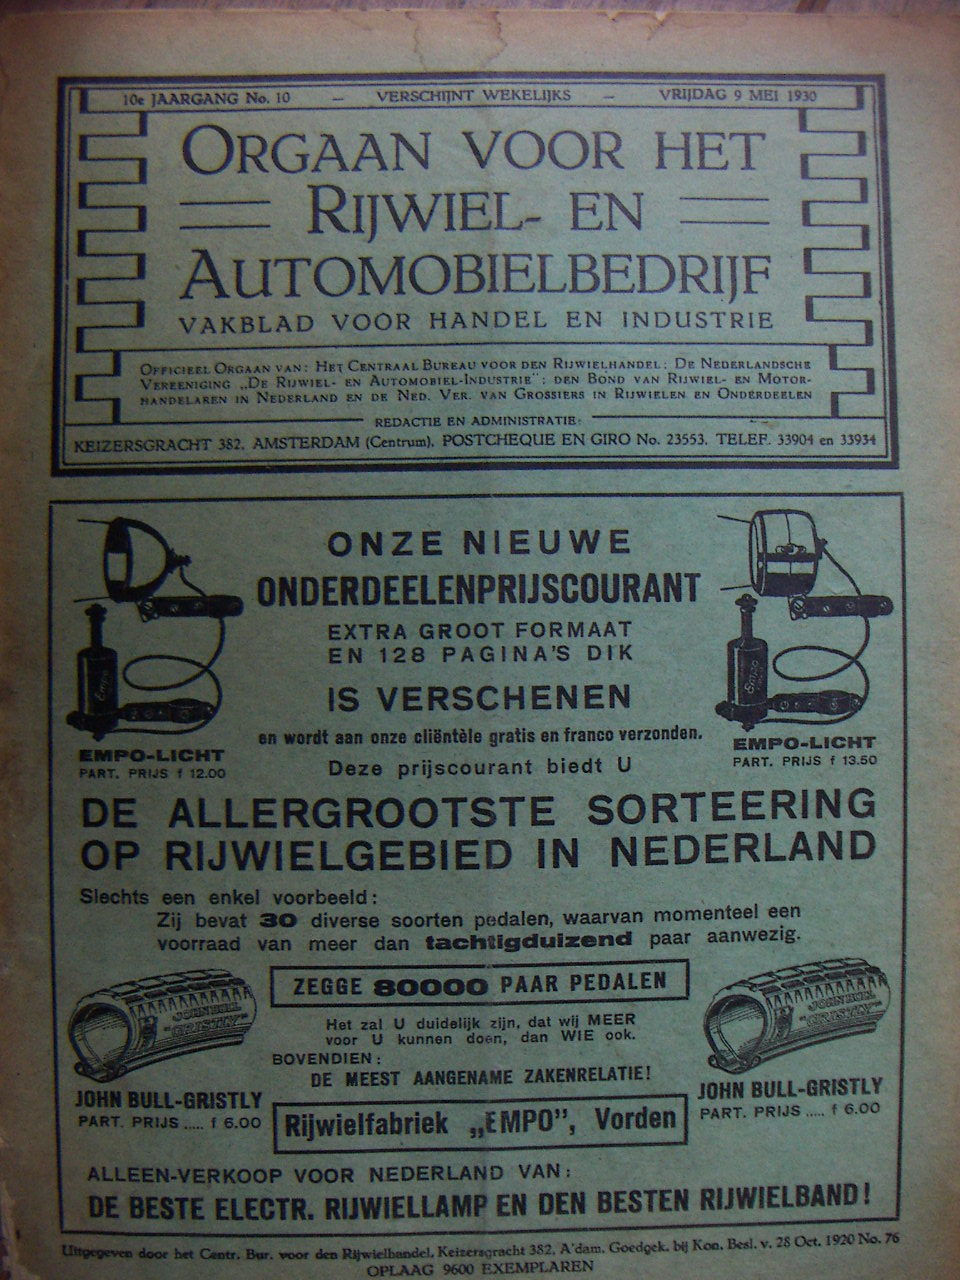 10e JAARGANG No. 10 — VERSCHIJNT WEKELIJKS — VRIJDAG 9 MEI 1930
ORGAAN VOOR HET
RIJWIEL- EN
AUTOMOBIELBEDRIJF
VAKBLAD VOOR HANDEL EN INDUSTRIE
OFFICIEEL ORGAAN VAN: HET CENTRAAL BUREAU VOOR DEN RIJWIELHANDEL; DE NEDERLANDSCHE
VEREENIGING „DE RIJWIEL- EN AUTOMOBIEL-INDUSTRIE"; DEN BOND VAN RIJWIEL- EN MOTOR-
HANDELAREN IN NEDERLAND EN DE NED. VER. VAN GROSSIERS IN RIJWIELEN EN ONDERDEELEN
REDACTIE EN ADMINISTRATIE:
KEIZERSGRACHT 382, AMSTERDAM (Centrum), POSTCHEQUE EN GIRO No. 23553. TELEF. 33904 en 33934
ONZE NIEUWE
ONDERDEELENPRIJSCOURANT
EXTRA GROOT FORMAAT
EN 128 PAGINA'S DIK
IS VERSCHENEN
en wordt aan onze cliëntèle gratis en franco verzonden.
Deze prijscourant biedt U
Empo
EMPO-LICHT
PART. PRIJS f 12.00
Empo
EMPO-LICHT
PART. PRIJS f 13.50
DE ALLERGROOTSTE SORTEERING
OP RIJWIELGEBIED IN NEDERLAND
Slechts een enkel voorbeeld:
Zij bevat 30 diverse soorten pedalen, waarvan momenteel een
voorraad van meer dan tachtigduizend paar aanwezig.
ZEGGE 80000 PAAR PEDALEN
Het zal U duidelijk zijn, dat wij MEER
voor U kunnen doen, dan WIE ook.
BOVENDIEN:
DE MEEST AANGENAME ZAKENRELATIE!
Rijwielfabriek „EMPO", Vorden
JOHN BULL
"GRISTLY"
JOHN BULL-GRISTLY
PART. PRIJS ..... f 6.00
JOHN BULL
"GRISTLY"
JOHN BULL-GRISTLY
PART. PRIJS ..... f 6.00
ALLEEN-VERKOOP VOOR NEDERLAND VAN:
DE BESTE ELECTR. RIJWIELLAMP EN DEN BESTEN RIJWIELBAND!
Uitgegeven door het Centr. Bur. voor den Rijwielhandel, Keizersgracht 382, A'dam. Goedgek. bij Kon. Besl. v. 28 Oct. 1920 No. 76
OPLAAG 9600 EXEMPLAREN